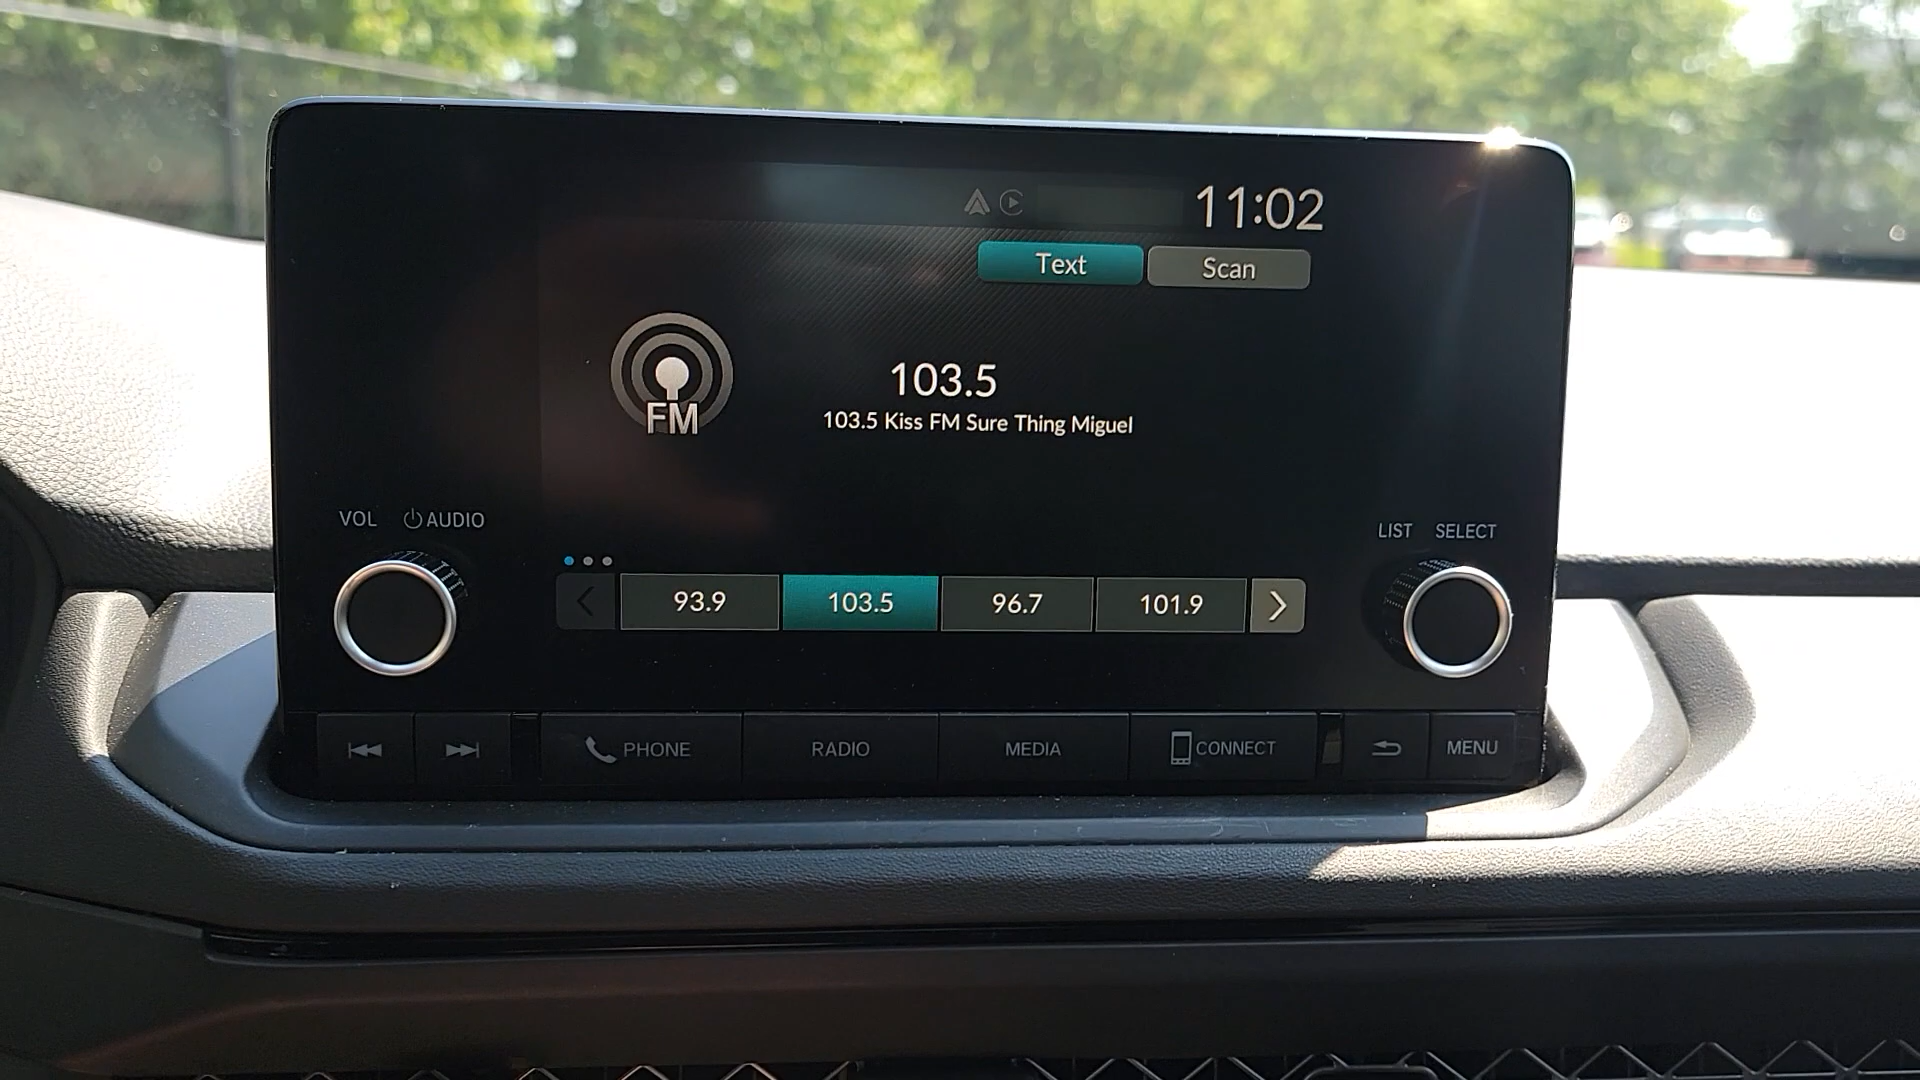 11:02
Text Scan
FM
103.5
103.5 Kiss FM Sure Thing Miguel
VOL AUDIO
LIST SELECT
93.9 103.5 96.7 101.9
PHONE RADIO MEDIA CONNECT MENU